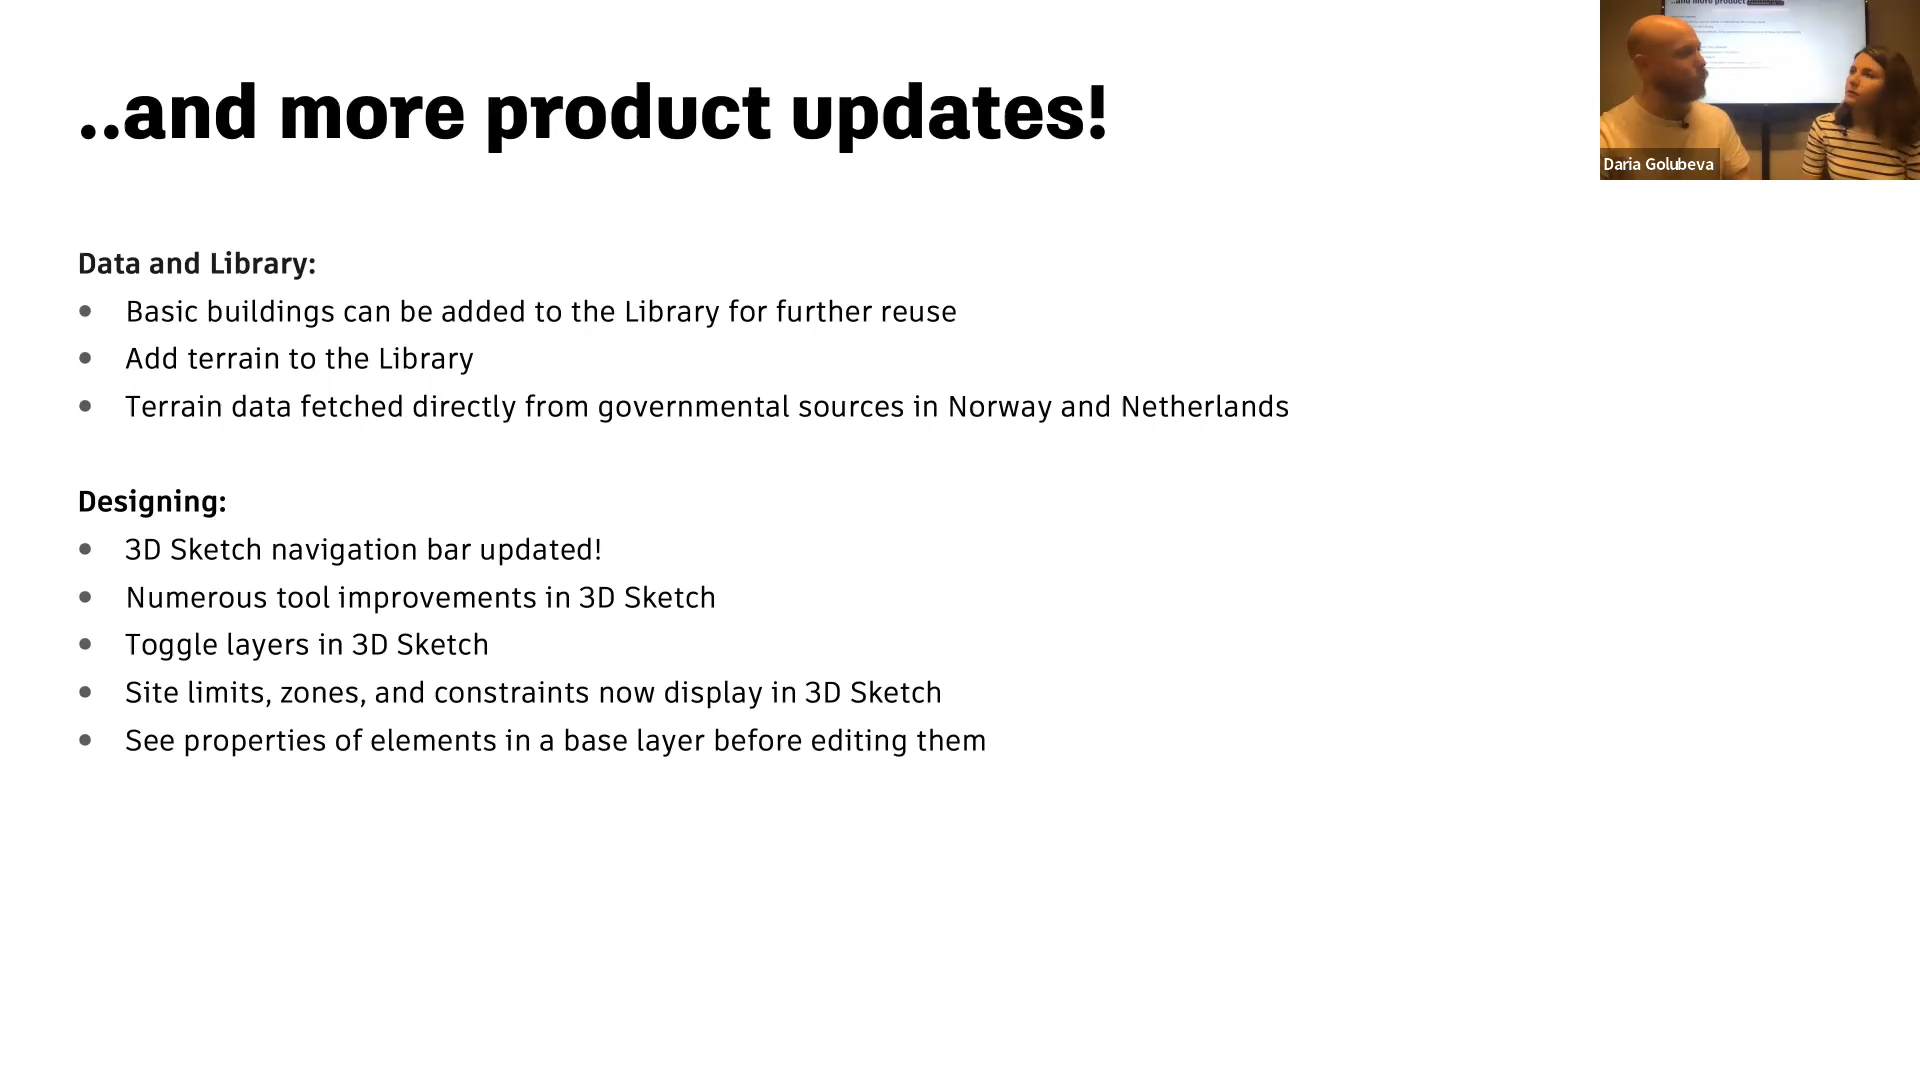 ..and more product updates!
Daria Golubeva
Data and Library:
Basic buildings can be added to the Library for further reuse
Add terrain to the Library
Terrain data fetched directly from governmental sources in Norway and Netherlands
Designing:
3D Sketch navigation bar updated!
Numerous tool improvements in 3D Sketch
Toggle layers in 3D Sketch
Site limits, zones, and constraints now display in 3D Sketch
See properties of elements in a base layer before editing them